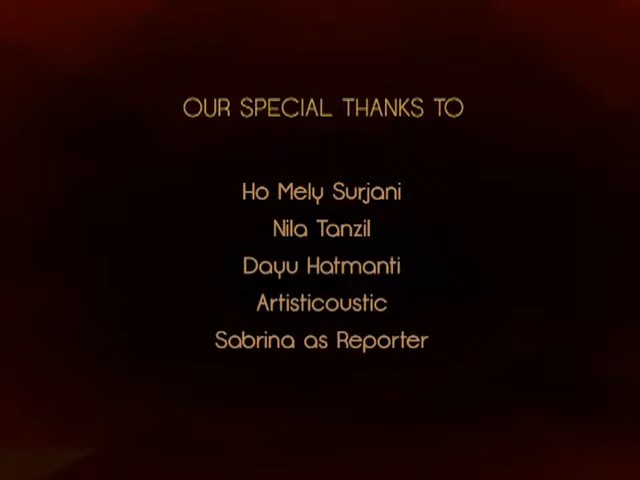 OUR SPECIAL THANKS TO
Ho Mely Surjani
Nila Tanzil
Dayu Hatmanti
Artisticoustic
Sabrina as Reporter